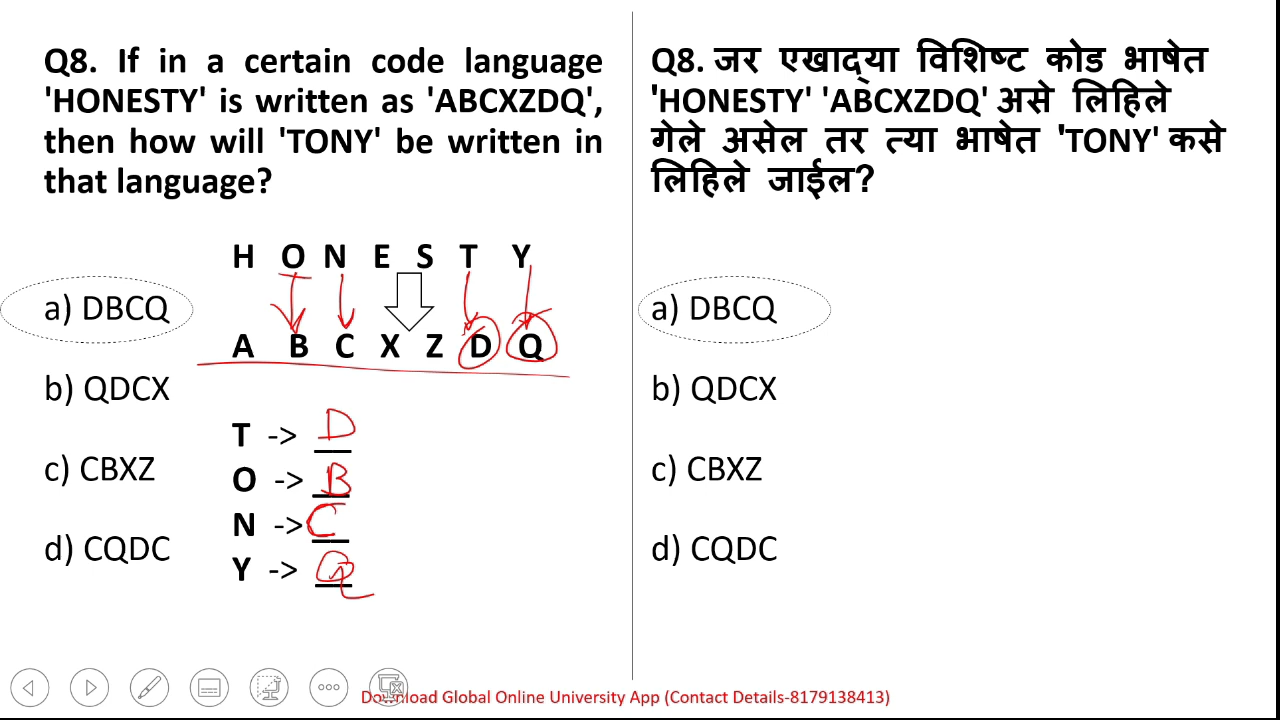 Q8. If in a certain code language
'HONESTY' is written as 'ABCXZDQ',
then how will 'TONY' be written in
that language?
H O N E S T Y
A B C X Z D Q
a) DBCQ
b) QDCX
c) CBXZ
d) CQDC
T -> D
O -> B
N -> C
Y -> Q
Q8. जर एखाद्या विशिष्ट कोड भाषेत
'HONESTY' 'ABCXZDQ' असे लिहिले
गेले असेल तर त्या भाषेत 'TONY' कसे
लिहिले जाईल?
a) DBCQ
b) QDCX
c) CBXZ
d) CQDC
Download Global Online University App (Contact Details-8179138413)